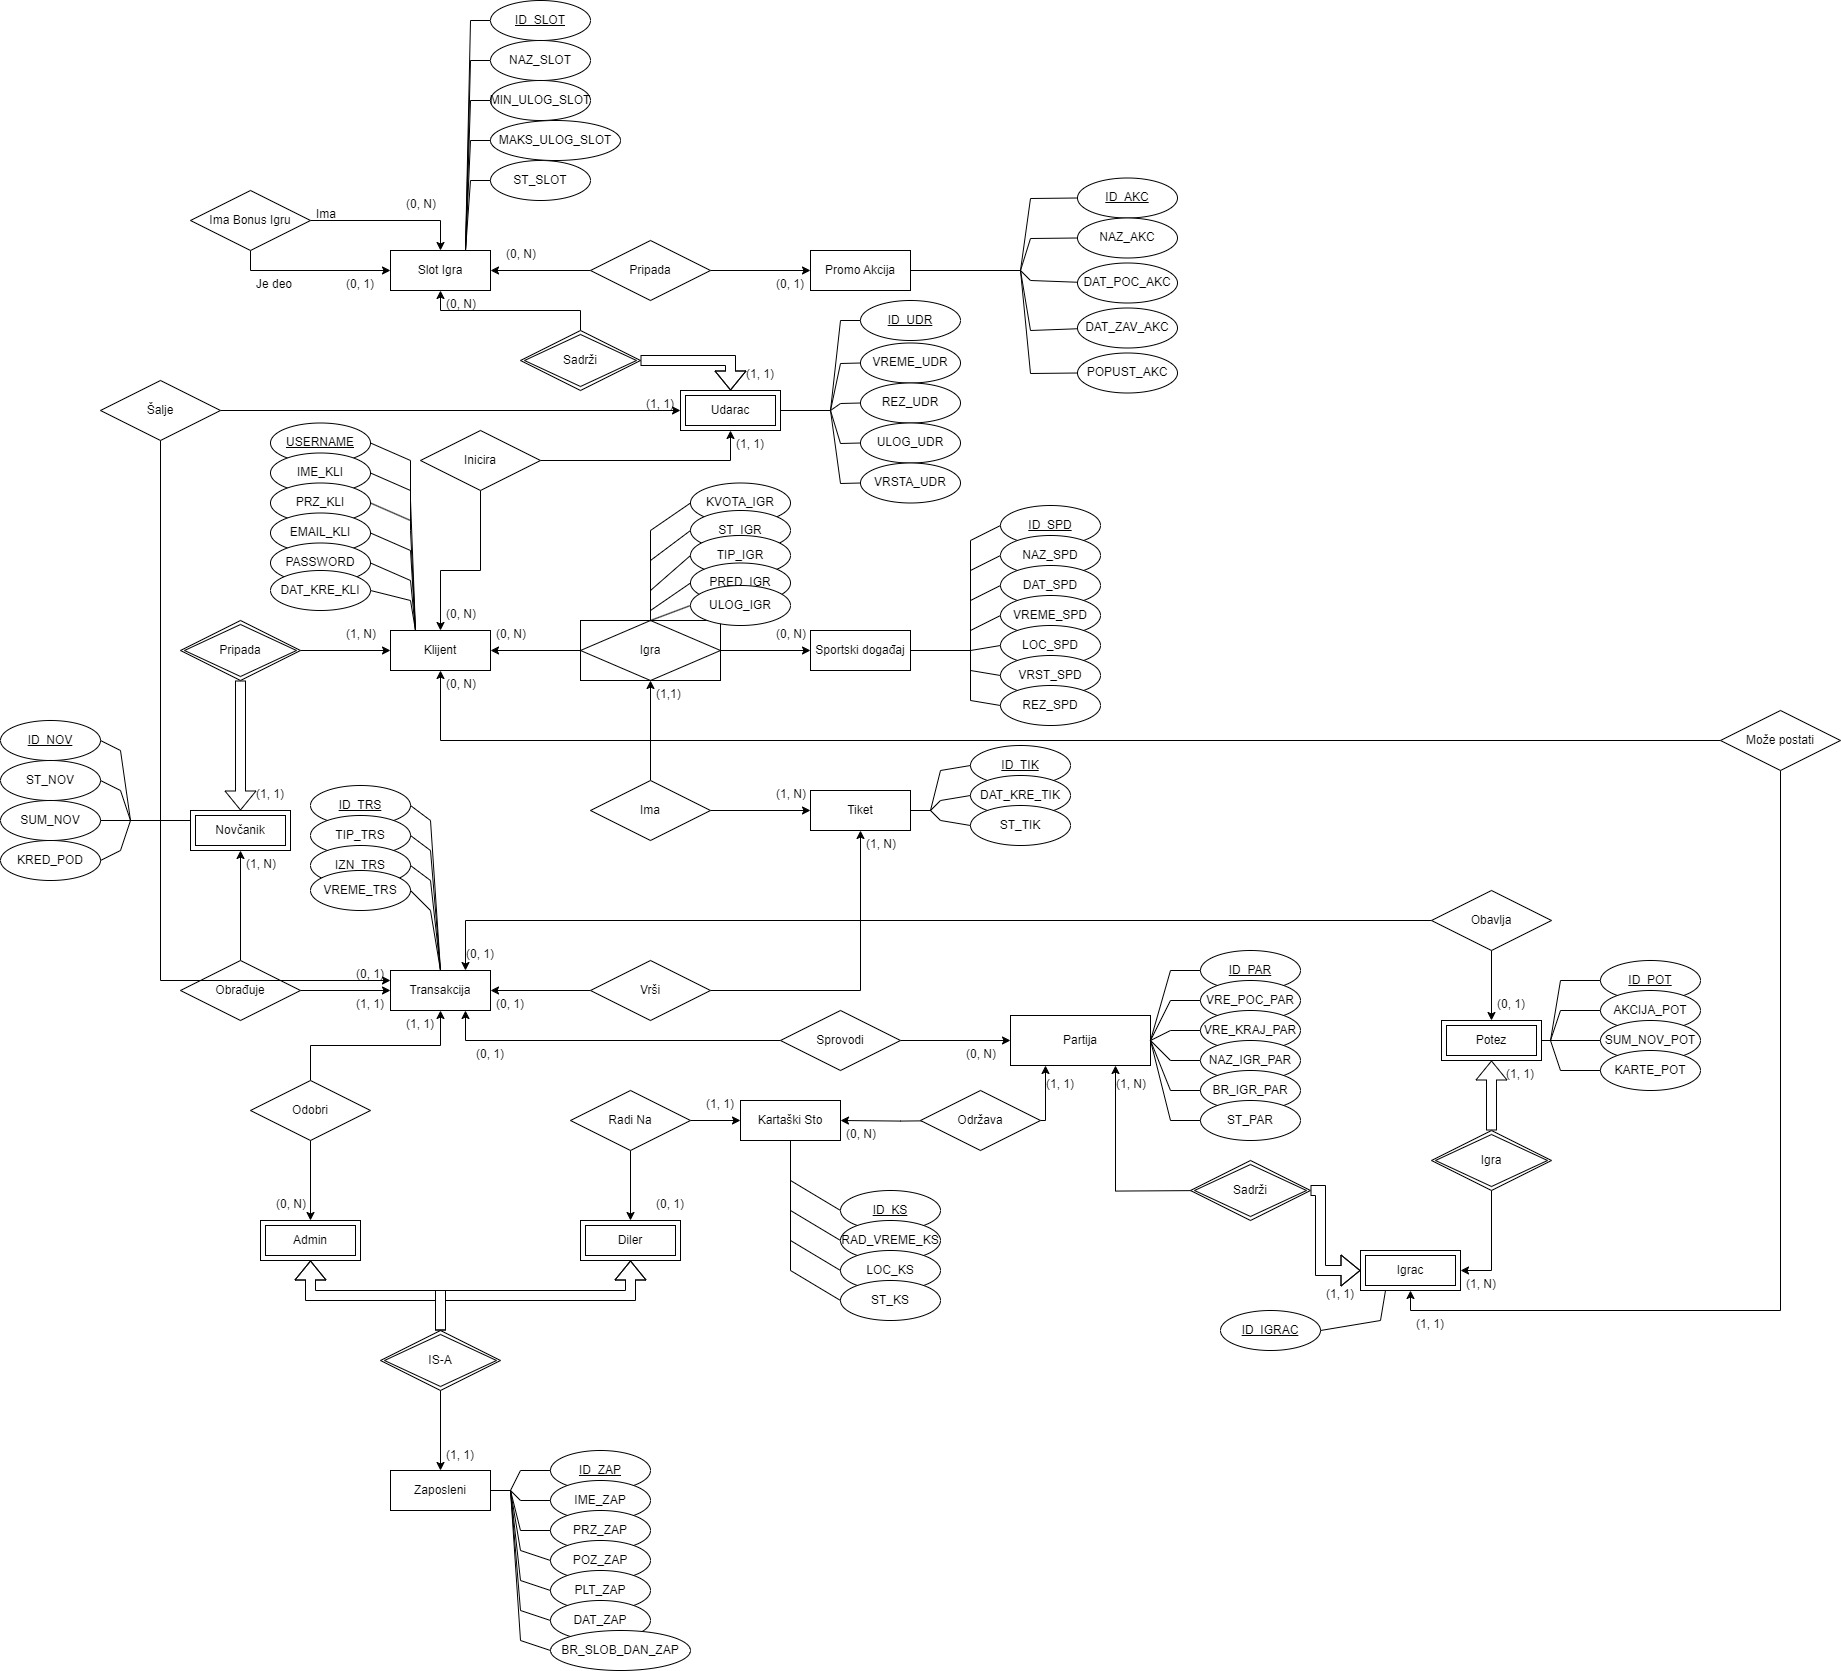 ID_SLOT
NAZ_SLOT
MIN_ULOG_SLOT
MAKS_ULOG_SLOT
ST_SLOT
Ima Bonus Igru
Ima
(0, N)
Je deo
(0, 1)
Slot Igra
(0, N)
Pripada
(0, 1)
Promo Akcija
ID_AKC
NAZ_AKC
DAT_POC_AKC
DAT_ZAV_AKC
POPUST_AKC
(0, N)
Sadrži
(1, 1)
Šalje
(1, 1)
Udarac
(1, 1)
ID_UDR
VREME_UDR
REZ_UDR
ULOG_UDR
VRSTA_UDR
Inicira
USERNAME
IME_KLI
PRZ_KLI
EMAIL_KLI
PASSWORD
DAT_KRE_KLI
(0, N)
KVOTA_IGR
ST_IGR
TIP_IGR
PRED_IGR
ULOG_IGR
ID_SPD
NAZ_SPD
DAT_SPD
VREME_SPD
LOC_SPD
VRST_SPD
REZ_SPD
Pripada
(1, N)
Klijent
(0, N)
Igra
(0, N)
Sportski događaj
(0, N)
(1,1)
Može postati
ID_NOV
ST_NOV
SUM_NOV
KRED_POD
(1, 1)
Novčanik
(1, N)
ID_TRS
TIP_TRS
IZN_TRS
VREME_TRS
Ima
(1, N)
Tiket
(1, N)
ID_TIK
DAT_KRE_TIK
ST_TIK
Obavlja
(0, 1)
(0, 1)
Obrađuje
(1, 1)
Transakcija
(0, 1)
Vrši
(1, 1)
(0, 1)
Sprovodi
(0, N)
Partija
(1, 1)
(1, N)
ID_PAR
VRE_POC_PAR
VRE_KRAJ_PAR
NAZ_IGR_PAR
BR_IGR_PAR
ST_PAR
(0, 1)
Potez
(1, 1)
ID_POT
AKCIJA_POT
SUM_NOV_POT
KARTE_POT
Odobri
Radi Na
(1, 1)
Kartaški Sto
(0, N)
Održava
Igra
Sadrži
ID_KS
RAD_VREME_KS
LOC_KS
ST_KS
(0, N)
Admin
(0, 1)
Diler
Igrac
(1, 1)
(1, N)
(1, 1)
ID_IGRAC
IS-A
(1, 1)
Zaposleni
ID_ZAP
IME_ZAP
PRZ_ZAP
POZ_ZAP
PLT_ZAP
DAT_ZAP
BR_SLOB_DAN_ZAP